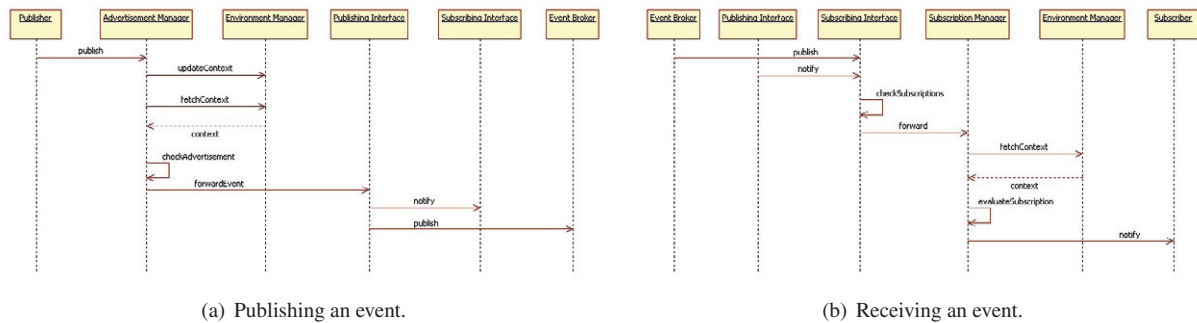 Publisher
Advertisement Manager
Environment Manager
Publishing Interface
Subscribing Interface
Event Broker
publish
updateContext
fetchContext
context
checkAdvertisement
forwardEvent
notify
publish
(a) Publishing an event.
Event Broker
Publishing Interface
Subscribing Interface
Subscription Manager
Environment Manager
Subscriber
publish
notify
checkSubscriptions
forward
fetchContext
context
evaluateSubscription
notify
(b) Receiving an event.